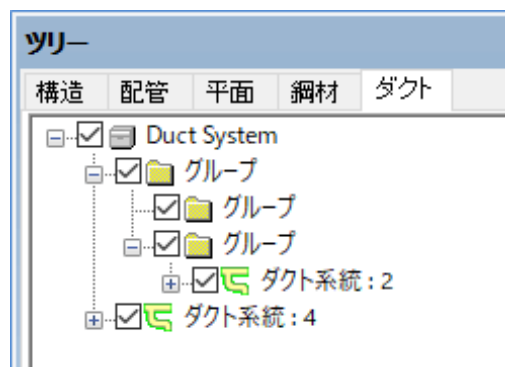 ツリー
構造 配管 平面 鋼材 ダクト
Duct System
グループ
グループ
グループ
ダクト系統 : 2
ダクト系統 : 4